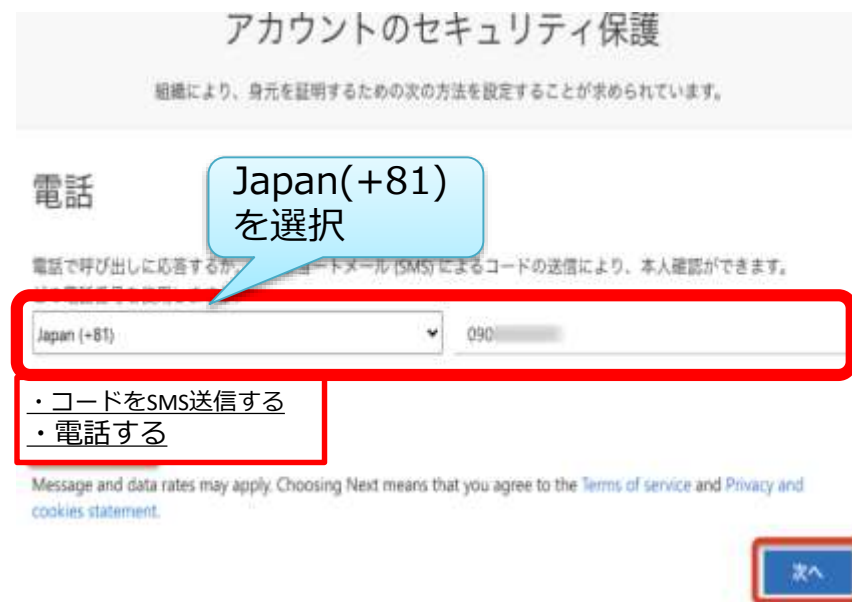 アカウントのセキュリティ保護
組織により、身元を証明するための次の方法を設定することが求められています。
電話
Japan(+81)
を選択
電話で呼び出しに応答するか、ョートメール (SMS) によるコードの送信により、本人確認ができます。
Japan (+81)
090
・コードをSMS送信する
・電話する
Message and data rates may apply. Choosing Next means that you agree to the Terms of service and Privacy and
cookies statement.
次へ